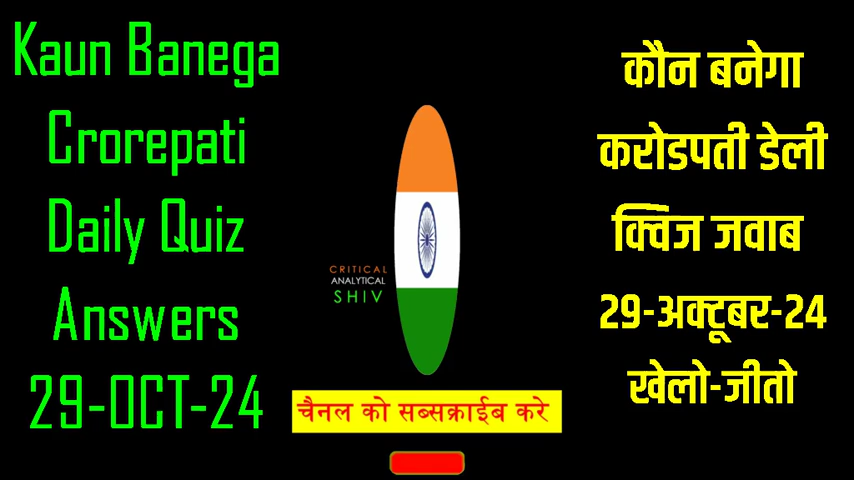 Kaun Banega
Crorepati
Daily Quiz
Answers
29-OCT-24
CRITICAL
ANALYTICAL
SHIV
चैनल को सब्सक्राईब करे
कौन बनेगा
करोडपती डेली
क्विज जवाब
29-अक्टूबर-24
खेलो-जीतो